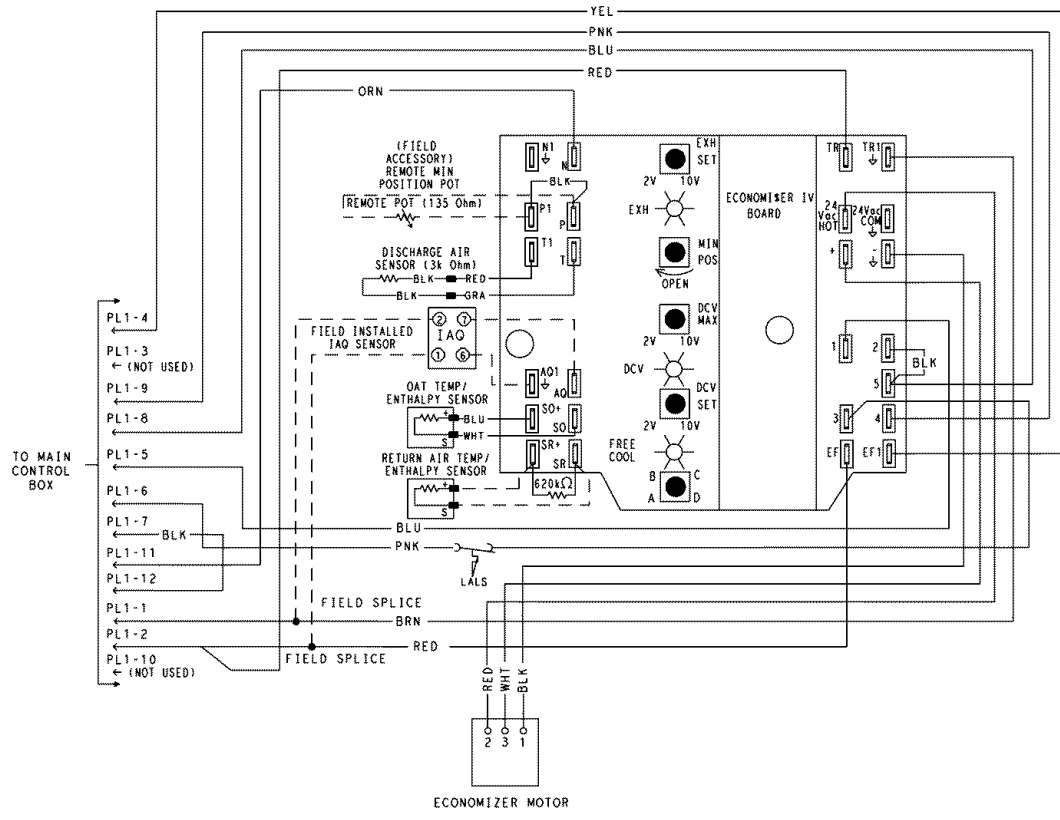 YEL
PNK
BLU
RED
ORN
(FIELD
ACCESSORY)
REMOTE MIN
POSITION POT
REMOTE POT (135 Ohm)
DISCHARGE AIR
SENSOR (3k Ohm)
BLK
RED
BLK
GRA
N1
N
BLK
P1
P
T1
T
EXH
SET
2V 10V
EXH
MIN
POS
OPEN
DCV
MAX
2V 10V
DCV
DCV
SET
2V 10V
FREE
COOL
B C
A D
ECONOMI$ER IV
BOARD
TR
TR1
24
Vac
HOT
24Vac
COM
+
-
1
2
BLK
5
3
4
EF
EF1
2 7
IAQ
1 6
FIELD INSTALLED
IAQ SENSOR
AQ1
AQ
OAT TEMP/
ENTHALPY SENSOR
+
BLU
S
WHT
SO+
SO
RETURN AIR TEMP/
ENTHALPY SENSOR
+
S
SR+
SR
620kΩ
PL1-4
PL1-3
(NOT USED)
PL1-9
PL1-8
TO MAIN
CONTROL
BOX
PL1-5
PL1-6
PL1-7
BLK
PL1-11
PL1-12
PL1-1
PL1-2
PL1-10
(NOT USED)
BLU
PNK
LALS
FIELD SPLICE
BRN
FIELD SPLICE
RED
RED
WHT
BLK
2 3 1
ECONOMIZER MOTOR